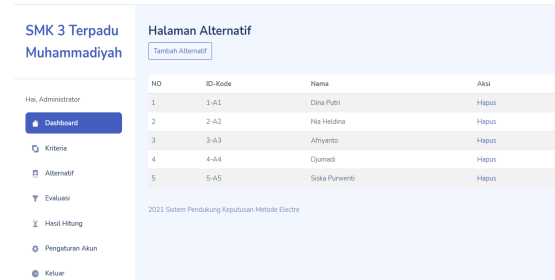 SMK 3 Terpadu
Muhammadiyah
Hai, Administrator
Dashboard
Kriteria
Alternatif
Evaluasi
Hasil Hitung
Pengaturan Akun
Keluar
Halaman Alternatif
Tambah Alternatif
NO ID-Kode Nama Aksi
1 1-A1 Dina Putri Hapus
2 2-A2 Nia Heldina Hapus
3 3-A3 Afriyanto Hapus
4 4-A4 Djumadi Hapus
5 5-A5 Siska Purwenti Hapus
2021 Sistem Pendukung Keputusan Metode Electre